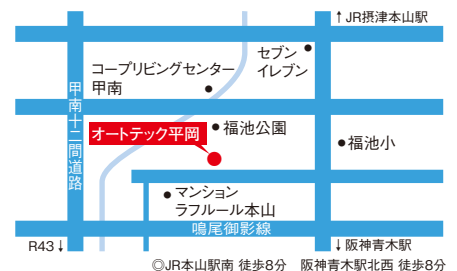 ↑JR摂津本山駅
セブン
イレブン
コープリビングセンター
甲南
甲南十二間道路
オートテック平岡
福池公園
福池小
マンション
ラフルール本山
鳴尾御影線
R43↓
↓阪神青木駅
◎JR本山駅南 徒歩8分 阪神青木駅北西 徒歩8分